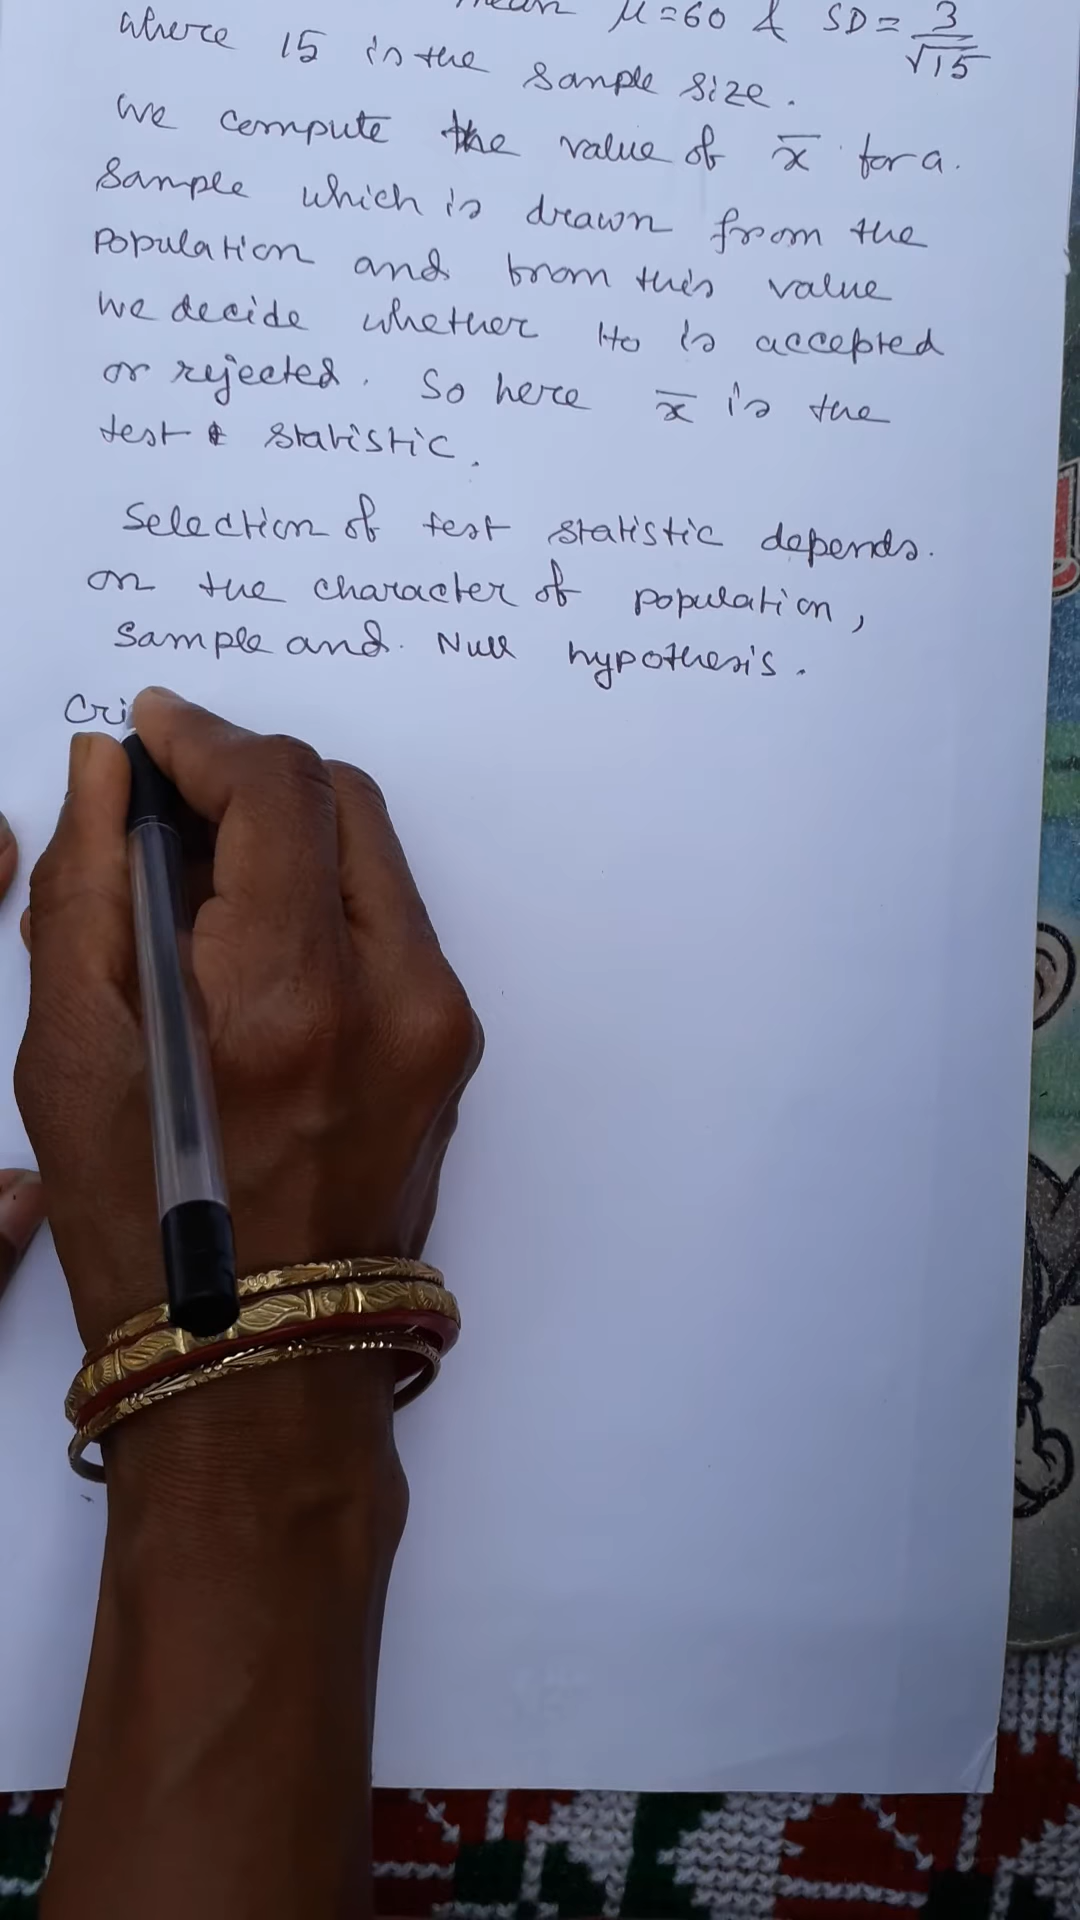 mean μ=60 & SD = 3/√15
where 15 is the sample size.
we compute the value of x̄ for a.
sample which is drawn from the
population and from this value
we decide whether Ho is accepted
or rejected. So here x̄ is the
test statistic.
Selection of test statistic depends.
on the character of population,
sample and. Null hypothesis.
Cri